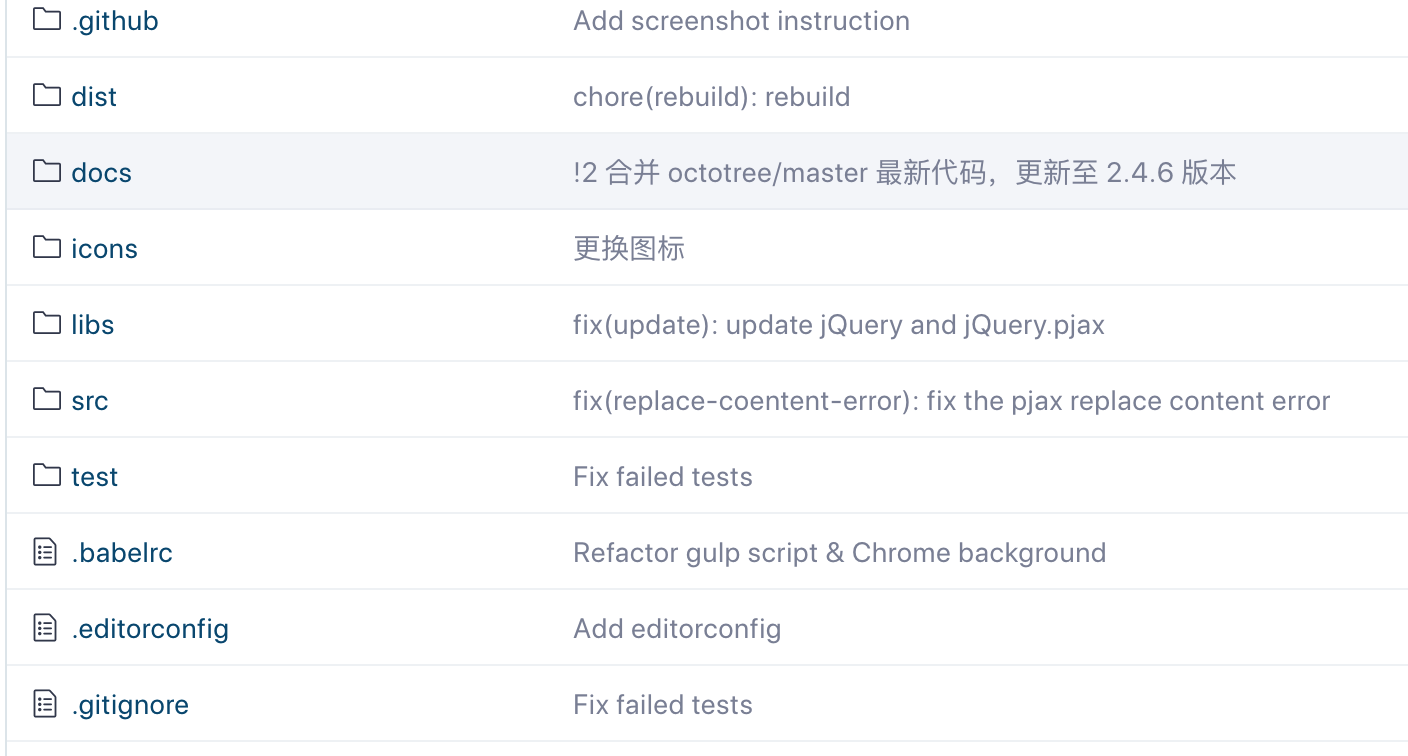 .github Add screenshot instruction
dist chore(rebuild): rebuild
docs !2 合并 octotree/master 最新代码，更新至 2.4.6 版本
icons 更换图标
libs fix(update): update jQuery and jQuery.pjax
src fix(replace-coentent-error): fix the pjax replace content error
test Fix failed tests
.babelrc Refactor gulp script & Chrome background
.editorconfig Add editorconfig
.gitignore Fix failed tests